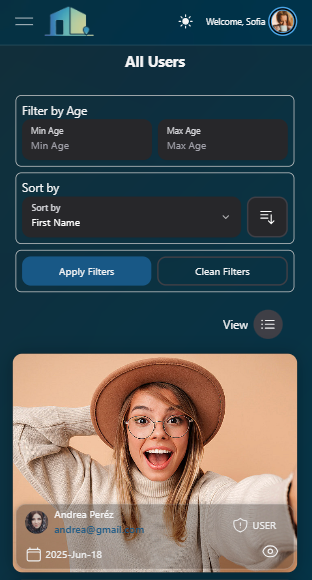 Welcome, Sofia
All Users
Filter by Age
Min Age
Min Age
Max Age
Max Age
Sort by
Sort by
First Name
Apply Filters
Clean Filters
View
Andrea Peréz
andrea@gmail.com
USER
2025-Jun-18